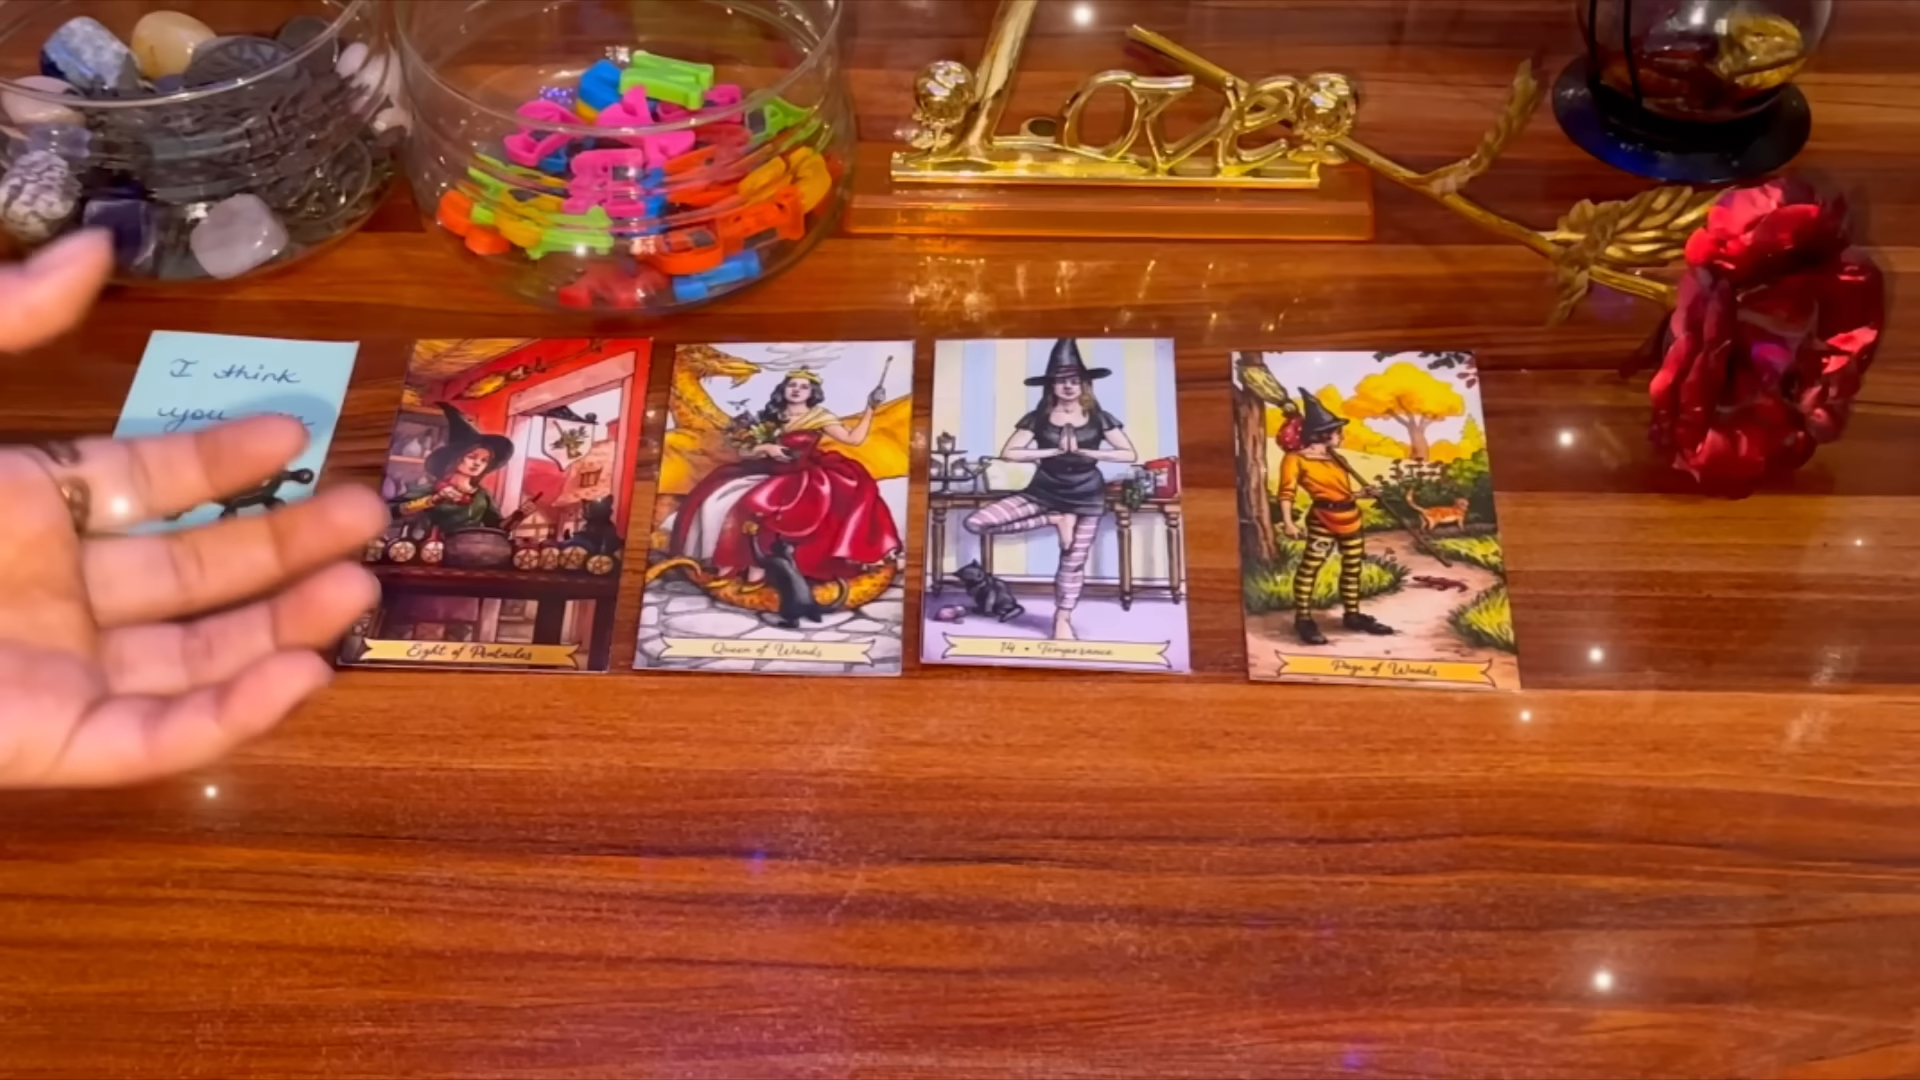 Love
I think
you
Eight of Pentacles
Queen of Wands
14 • Temperance
Page of Wands